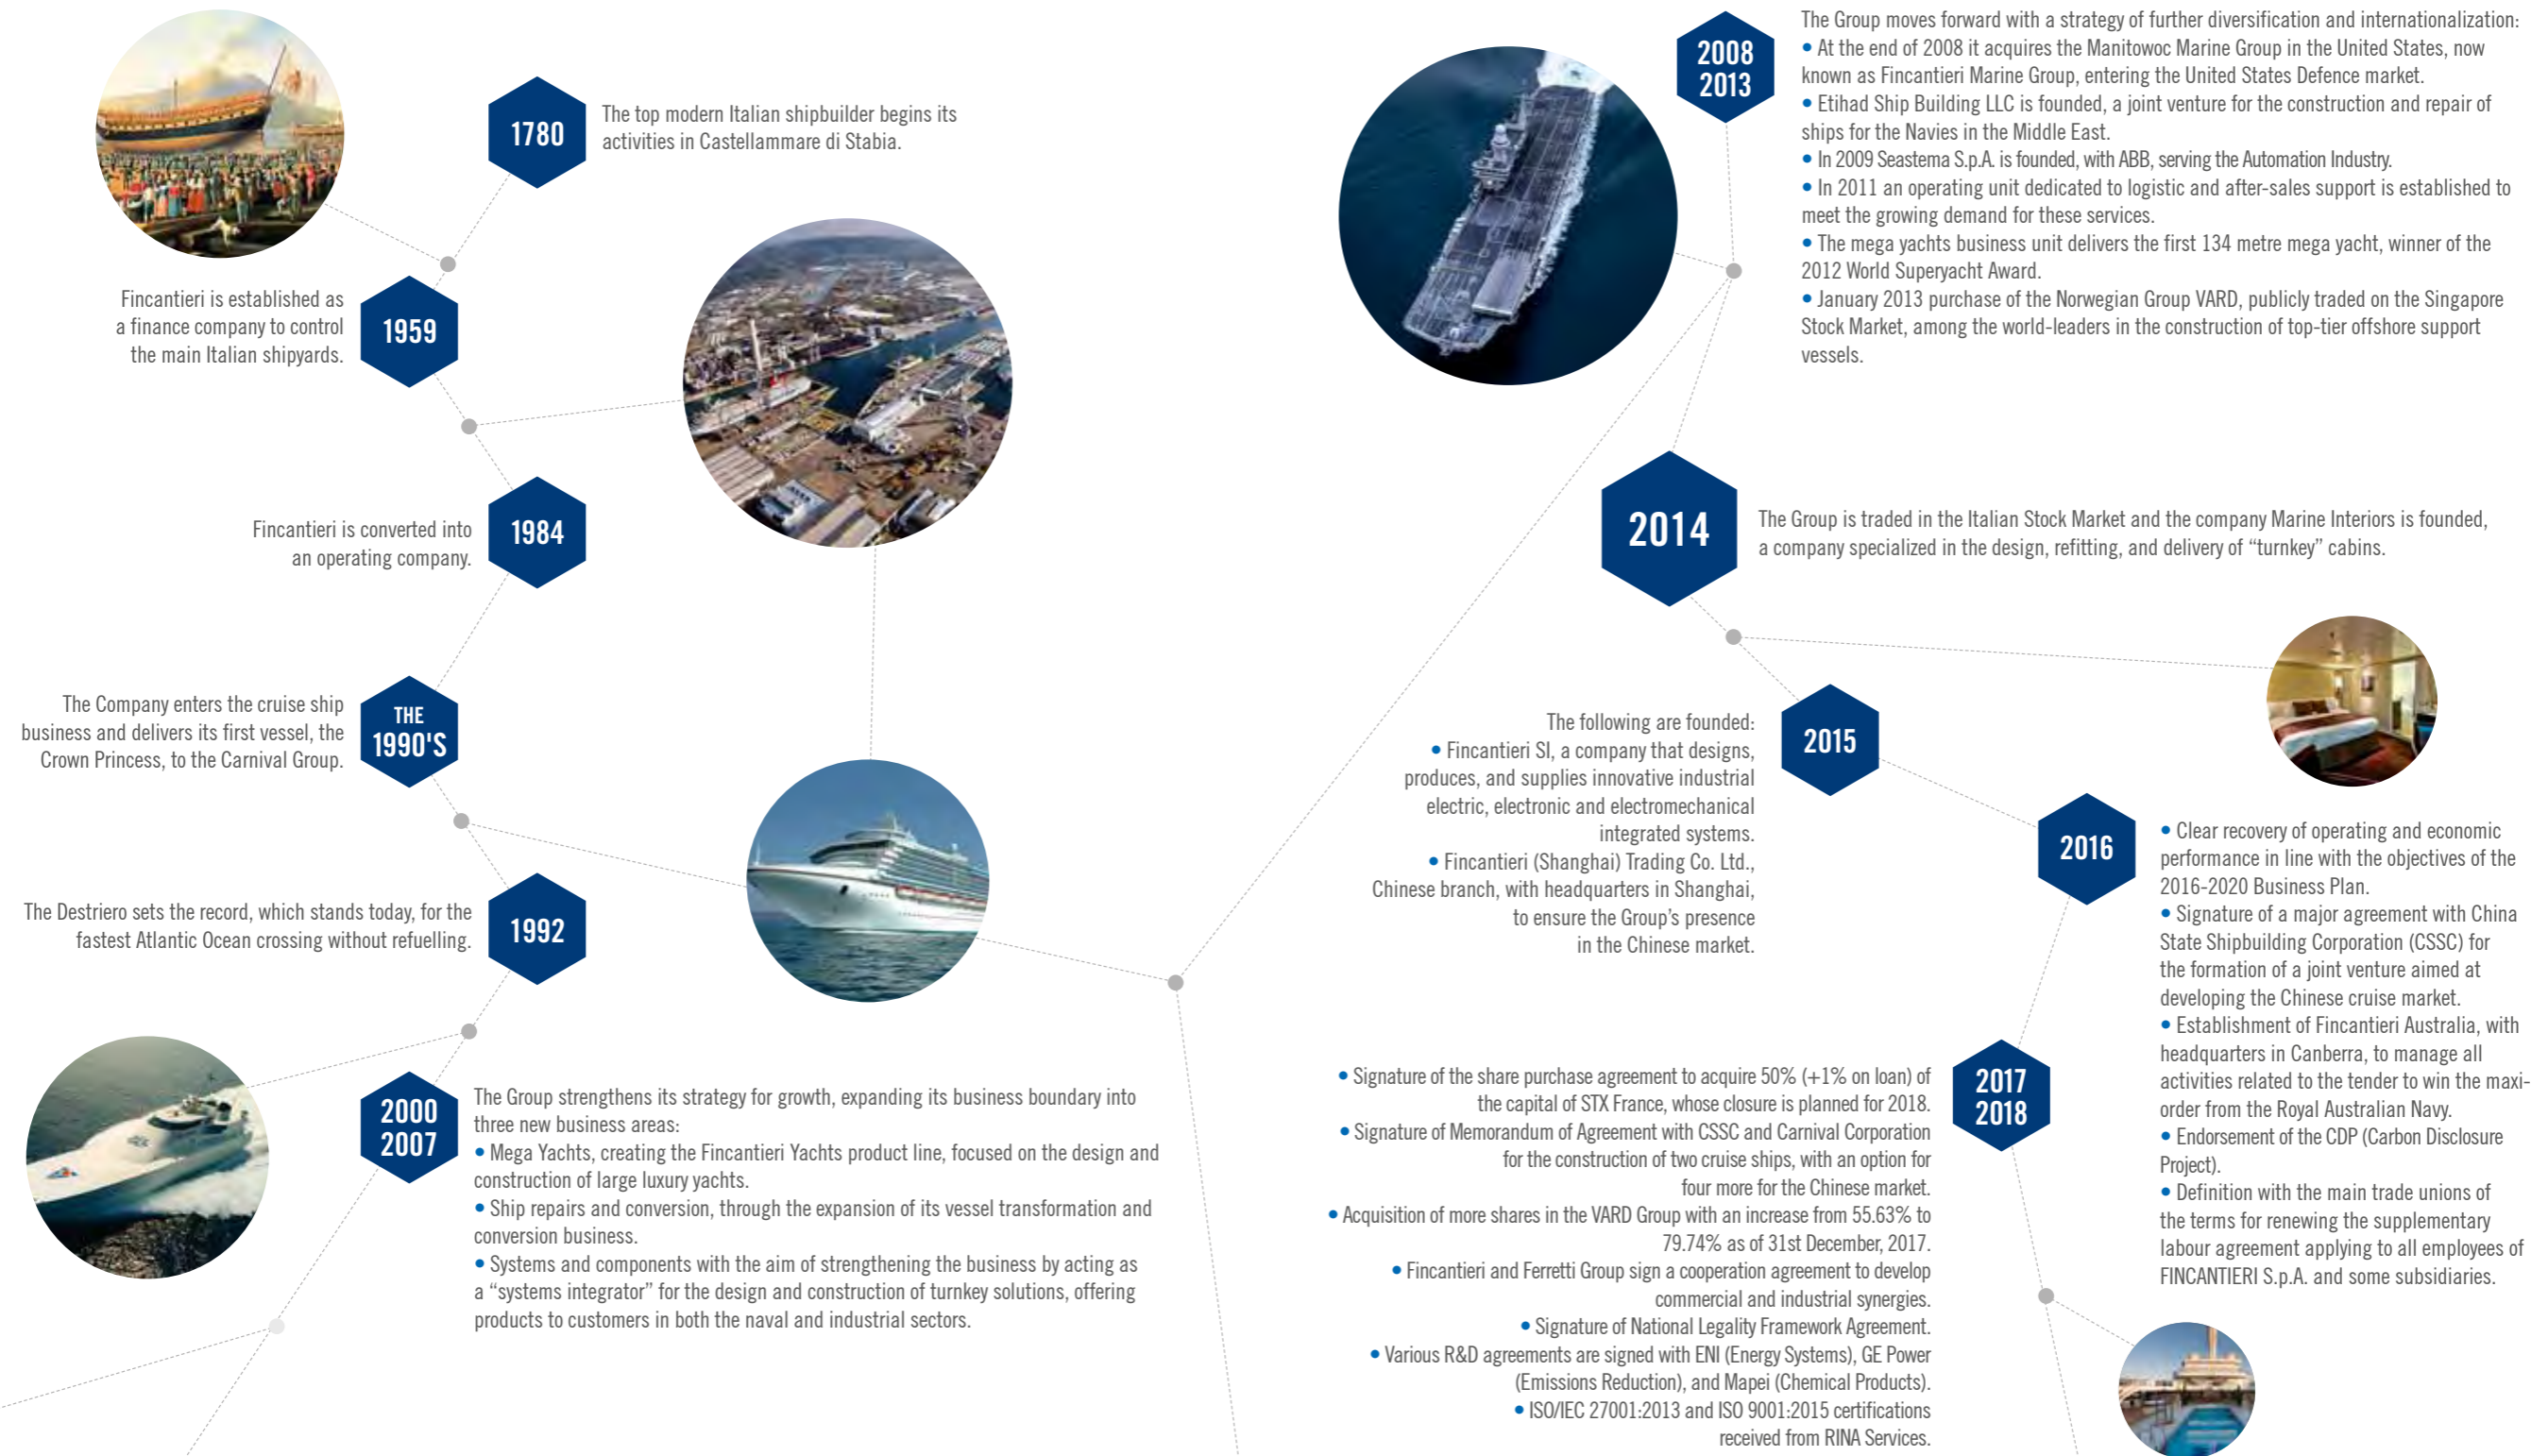 1780
The top modern Italian shipbuilder begins its
activities in Castellammare di Stabia.
Fincantieri is established as
a finance company to control
the main Italian shipyards.
1959
Fincantieri is converted into
an operating company.
1984
The Company enters the cruise ship
business and delivers its first vessel, the
Crown Princess, to the Carnival Group.
THE
1990'S
The Destriero sets the record, which stands today, for the
fastest Atlantic Ocean crossing without refuelling.
1992
2000
2007
The Group strengthens its strategy for growth, expanding its business boundary into
three new business areas:
• Mega Yachts, creating the Fincantieri Yachts product line, focused on the design and
construction of large luxury yachts.
• Ship repairs and conversion, through the expansion of its vessel transformation and
conversion business.
• Systems and components with the aim of strengthening the business by acting as
a “systems integrator” for the design and construction of turnkey solutions, offering
products to customers in both the naval and industrial sectors.
2008
2013
The Group moves forward with a strategy of further diversification and internationalization:
• At the end of 2008 it acquires the Manitowoc Marine Group in the United States, now
known as Fincantieri Marine Group, entering the United States Defence market.
• Etihad Ship Building LLC is founded, a joint venture for the construction and repair of
ships for the Navies in the Middle East.
• In 2009 Seastema S.p.A. is founded, with ABB, serving the Automation Industry.
• In 2011 an operating unit dedicated to logistic and after-sales support is established to
meet the growing demand for these services.
• The mega yachts business unit delivers the first 134 metre mega yacht, winner of the
2012 World Superyacht Award.
• January 2013 purchase of the Norwegian Group VARD, publicly traded on the Singapore
Stock Market, among the world-leaders in the construction of top-tier offshore support
vessels.
2014
The Group is traded in the Italian Stock Market and the company Marine Interiors is founded,
a company specialized in the design, refitting, and delivery of “turnkey” cabins.
The following are founded:
• Fincantieri SI, a company that designs,
produces, and supplies innovative industrial
electric, electronic and electromechanical
integrated systems.
• Fincantieri (Shanghai) Trading Co. Ltd.,
Chinese branch, with headquarters in Shanghai,
to ensure the Group’s presence
in the Chinese market.
2015
2016
• Clear recovery of operating and economic
performance in line with the objectives of the
2016-2020 Business Plan.
• Signature of a major agreement with China
State Shipbuilding Corporation (CSSC) for
the formation of a joint venture aimed at
developing the Chinese cruise market.
• Establishment of Fincantieri Australia, with
headquarters in Canberra, to manage all
activities related to the tender to win the maxi-
order from the Royal Australian Navy.
• Endorsement of the CDP (Carbon Disclosure
Project).
• Definition with the main trade unions of
the terms for renewing the supplementary
labour agreement applying to all employees of
FINCANTIERI S.p.A. and some subsidiaries.
• Signature of the share purchase agreement to acquire 50% (+1% on loan) of
the capital of STX France, whose closure is planned for 2018.
• Signature of Memorandum of Agreement with CSSC and Carnival Corporation
for the construction of two cruise ships, with an option for
four more for the Chinese market.
• Acquisition of more shares in the VARD Group with an increase from 55.63% to
79.74% as of 31st December, 2017.
• Fincantieri and Ferretti Group sign a cooperation agreement to develop
commercial and industrial synergies.
• Signature of National Legality Framework Agreement.
• Various R&D agreements are signed with ENI (Energy Systems), GE Power
(Emissions Reduction), and Mapei (Chemical Products).
• ISO/IEC 27001:2013 and ISO 9001:2015 certifications
received from RINA Services.
2017
2018